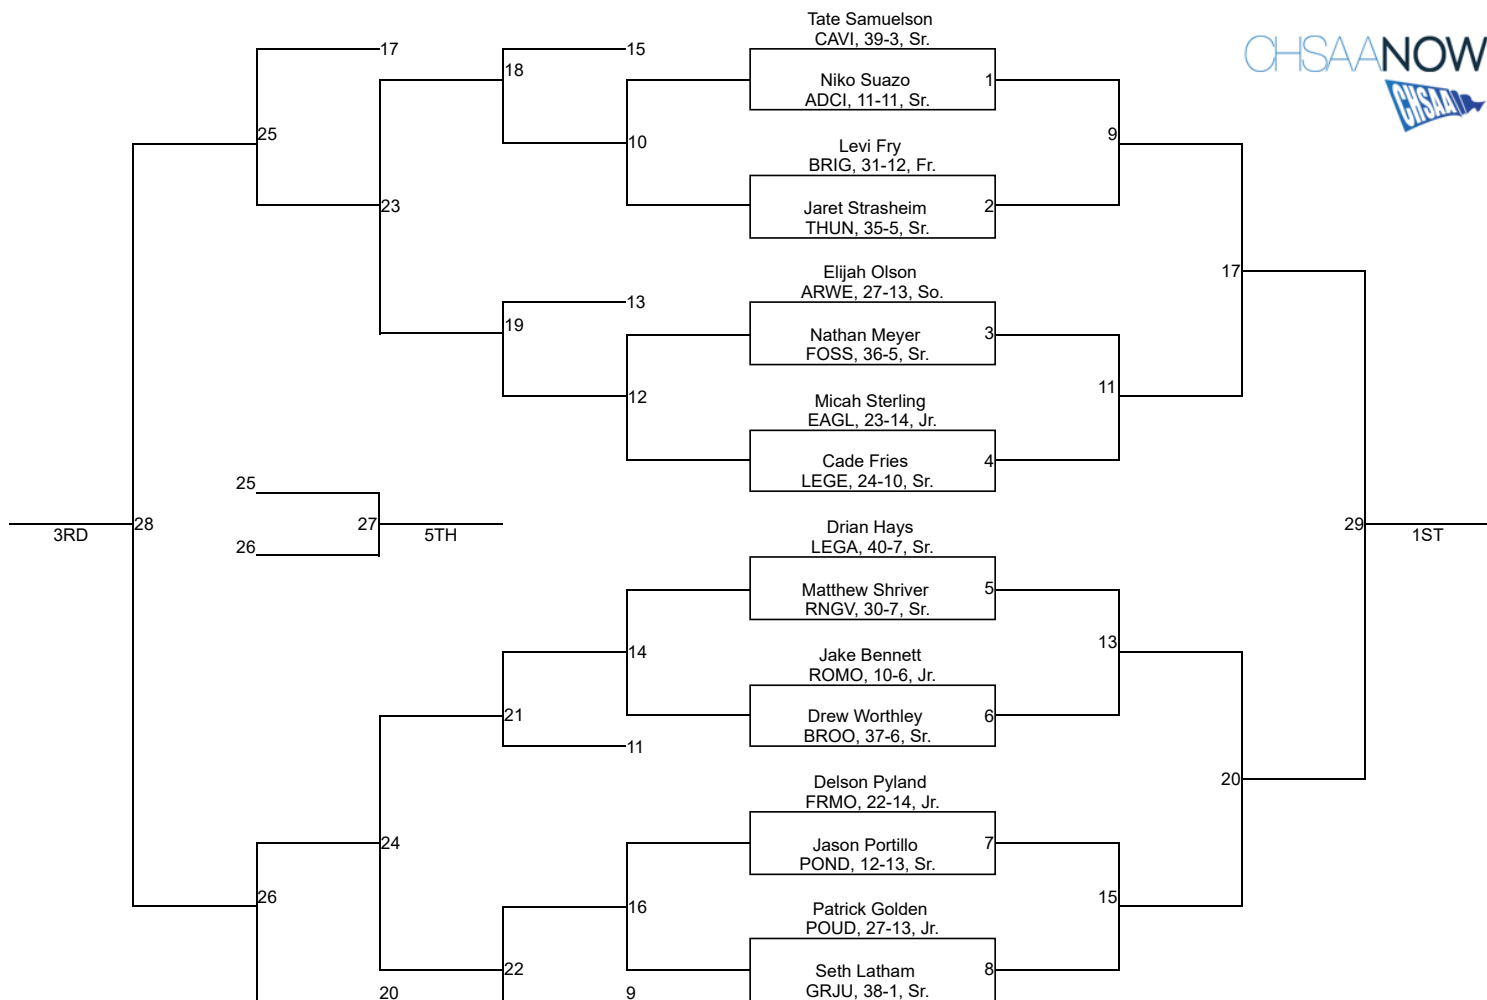 Tate Samuelson
CAVI, 39-3, Sr.
17
15
18
Niko Suazo
1
ADCI, 11-11, Sr.
CHSAANOW
CHSAA
25
10
9
Levi Fry
BRIG, 31-12, Fr.
23
Jaret Strasheim
2
THUN, 35-5, Sr.
Elijah Olson
17
ARWE, 27-13, So.
13
19
Nathan Meyer
3
FOSS, 36-5, Sr.
12
11
Micah Sterling
EAGL, 23-14, Jr.
Cade Fries
4
LEGE, 24-10, Sr.
25
28
27
29
3RD
5TH
1ST
Drian Hays
LEGA, 40-7, Sr.
26
Matthew Shriver
5
RNGV, 30-7, Sr.
14
13
Jake Bennett
ROMO, 10-6, Jr.
21
Drew Worthley
6
BROO, 37-6, Sr.
11
Delson Pyland
20
FRMO, 22-14, Jr.
24
Jason Portillo
7
POND, 12-13, Sr.
26
16
15
Patrick Golden
POUD, 27-13, Jr.
22
Seth Latham
8
GRJU, 38-1, Sr.
20
9